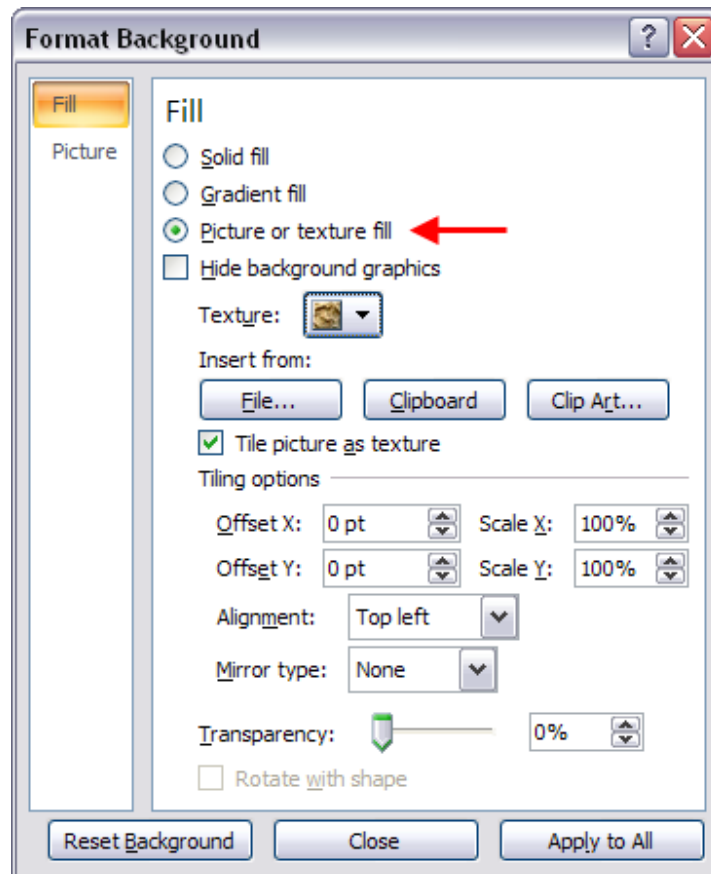 Format Background
?
Fill
Picture
Fill
Solid fill
Gradient fill
Picture or texture fill
Hide background graphics
Texture:
Insert from:
File...
Clipboard
Clip Art...
Tile picture as texture
Tiling options
Offset X: 0 pt Scale X: 100%
Offset Y: 0 pt Scale Y: 100%
Alignment: Top left
Mirror type: None
Transparency: 0%
Rotate with shape
Reset Background Close Apply to All